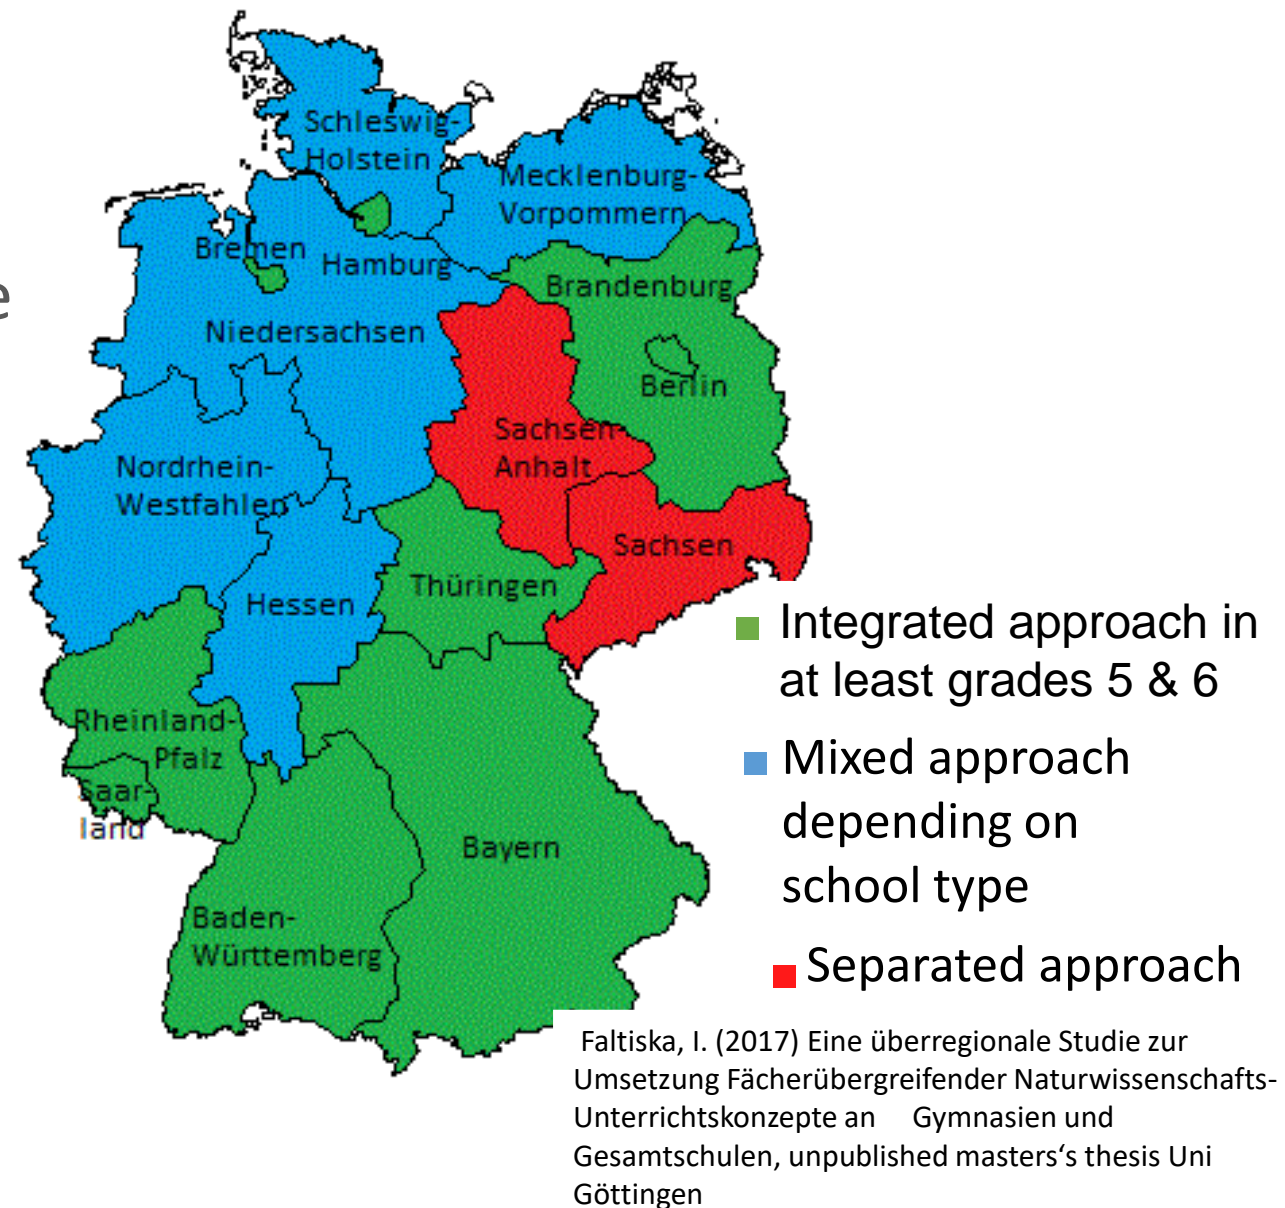 Schleswig-
Holstein
Mecklenburg-
Vorpommern
Bremen
Hamburg
Brandenburg
e
Niedersachsen
Berlin
Sachsen-
Anhalt
Nordrhein-
Westfahlen
Sachsen
Thüringen
Hessen
Integrated approach in
at least grades 5 & 6
Rheinland-
Pfalz
Saar-
land
Mixed approach
depending on
school type
Bayern
Baden-
Württemberg
Separated approach
Faltiska, I. (2017) Eine überregionale Studie zur
Umsetzung Fächerübergreifender Naturwissenschafts-
Unterrichtskonzepte an Gymnasien und
Gesamtschulen, unpublished masters‘s thesis Uni
Göttingen